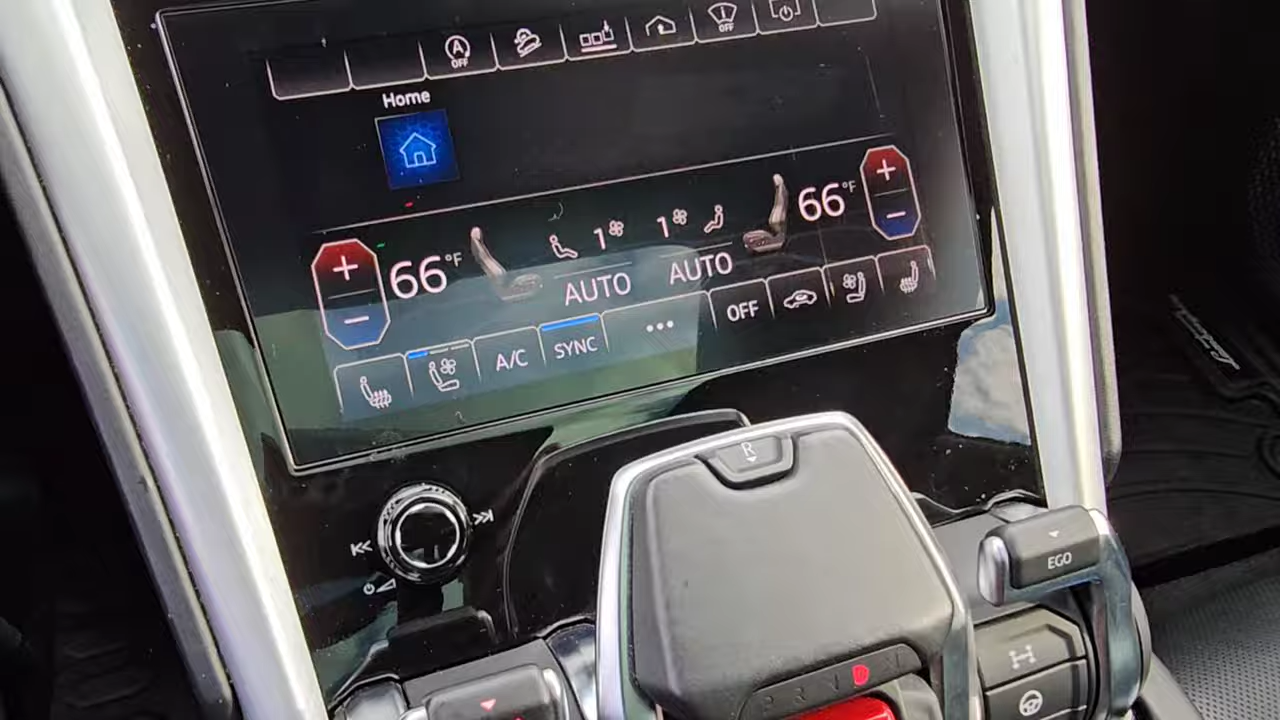 A
OFF
OFF
Home
66°F
1
1
66°F
+
−
+
−
AUTO
AUTO
A/C
SYNC
•••
OFF
R
EGO
P R N D